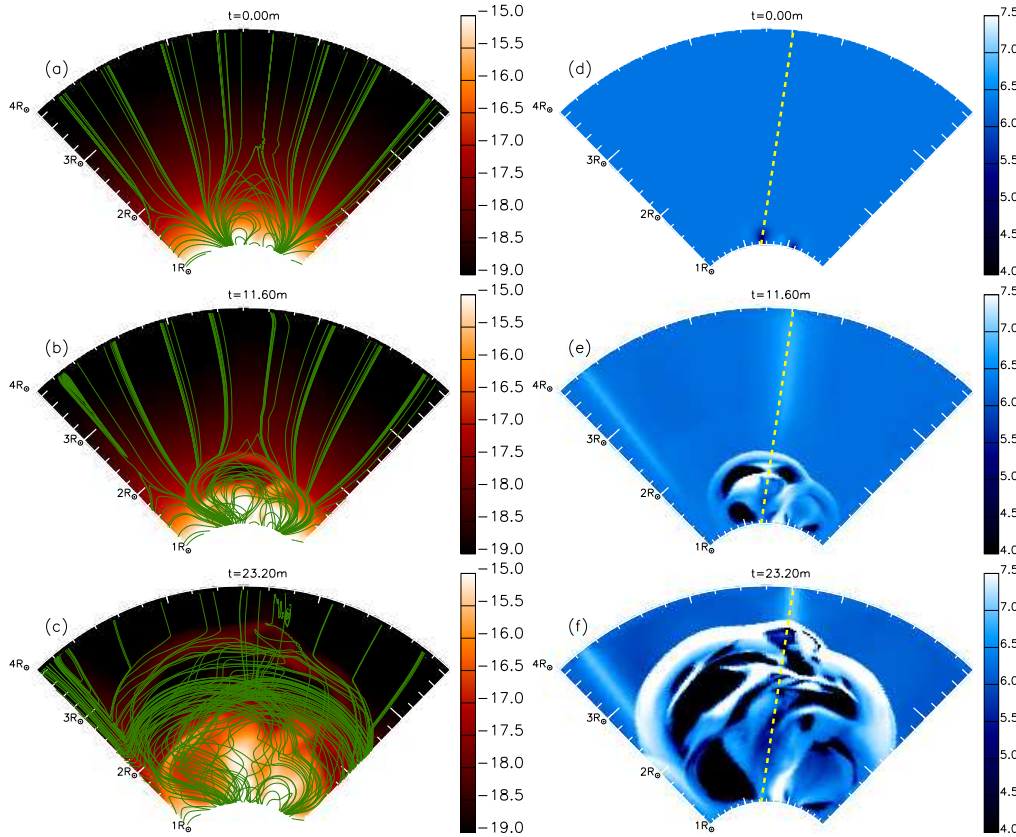 t=0.00m
(a)
4R⊙
3R⊙
2R⊙
1R⊙
−15.0
−15.5
−16.0
−16.5
−17.0
−17.5
−18.0
−18.5
−19.0
t=0.00m
(d)
4R⊙
3R⊙
2R⊙
1R⊙
7.5
7.0
6.5
6.0
5.5
5.0
4.5
4.0
t=11.60m
(b)
4R⊙
3R⊙
2R⊙
1R⊙
−15.0
−15.5
−16.0
−16.5
−17.0
−17.5
−18.0
−18.5
−19.0
t=11.60m
(e)
4R⊙
3R⊙
2R⊙
1R⊙
7.5
7.0
6.5
6.0
5.5
5.0
4.5
4.0
t=23.20m
(c)
4R⊙
3R⊙
2R⊙
1R⊙
−15.0
−15.5
−16.0
−16.5
−17.0
−17.5
−18.0
−18.5
−19.0
t=23.20m
(f)
4R⊙
3R⊙
2R⊙
1R⊙
7.5
7.0
6.5
6.0
5.5
5.0
4.5
4.0